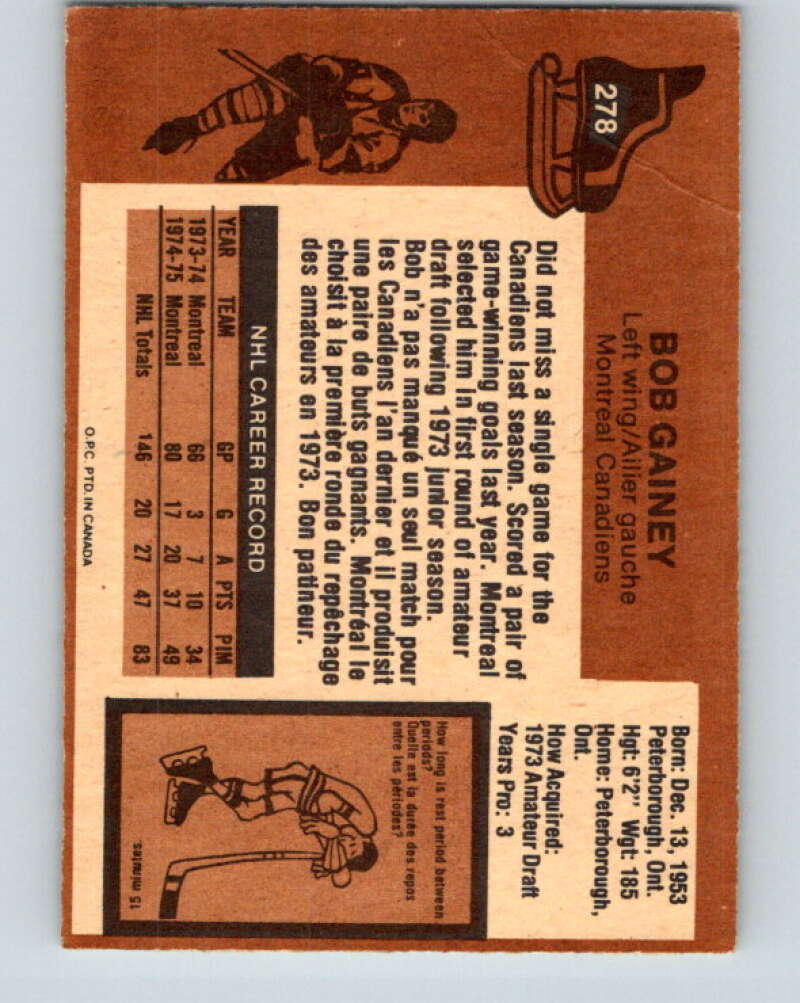 278
BOB GAINEY
Left wing/Ailier gauche
Montreal Canadiens
Born: Dec. 13, 1953
Peterborough, Ont.
Hgt: 6'2" Wgt: 185
Home: Peterborough,
Ont.
How Acquired:
1973 Amateur Draft
Years Pro: 3
Did not miss a single game for the
Canadiens last season. Scored a pair of
game-winning goals last year. Montreal
selected him in first round of amateur
draft following 1973 junior season.
Bob n'a pas manqué un seul match pour
les Canadiens l'an dernier et il produisit
une paire de buts gagnants. Montréal le
choisit à la première ronde du repêchage
des amateurs en 1973. Bon patineur.
NHL CAREER RECORD
YEAR TEAM GP G A PTS PIM
1973-74 Montreal 66 3 7 10 34
1974-75 Montreal 80 17 20 37 49
NHL Totals 146 20 27 47 83
How long is rest period between
periods?
Quelle est la durée des repos
entre les périodes?
15 minutes.
O.P.C. PTD. IN CANADA